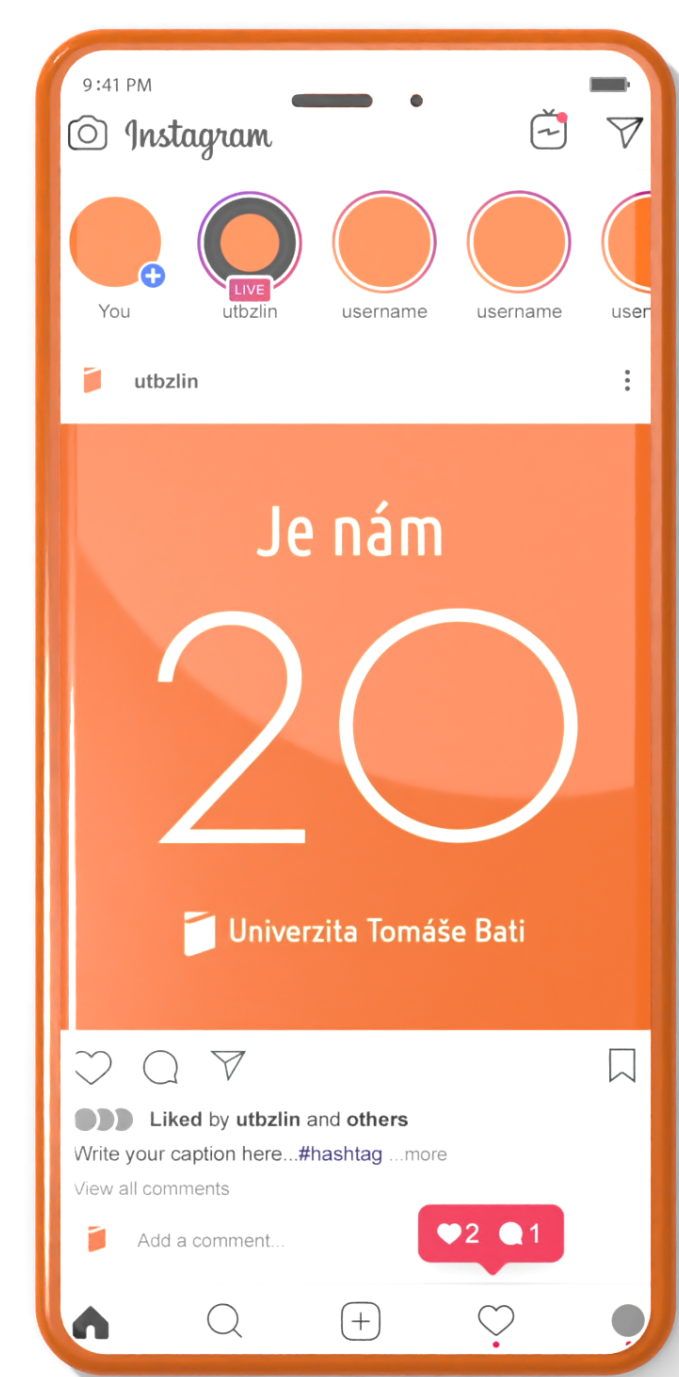 9:41 PM
Instagram
LIVE
You
utbzlin
username
username
user
utbzlin
Je nám
20
Univerzita Tomáše Bati
Liked by utbzlin and others
Write your caption here...#hashtag ...more
View all comments
Add a comment...
2 1